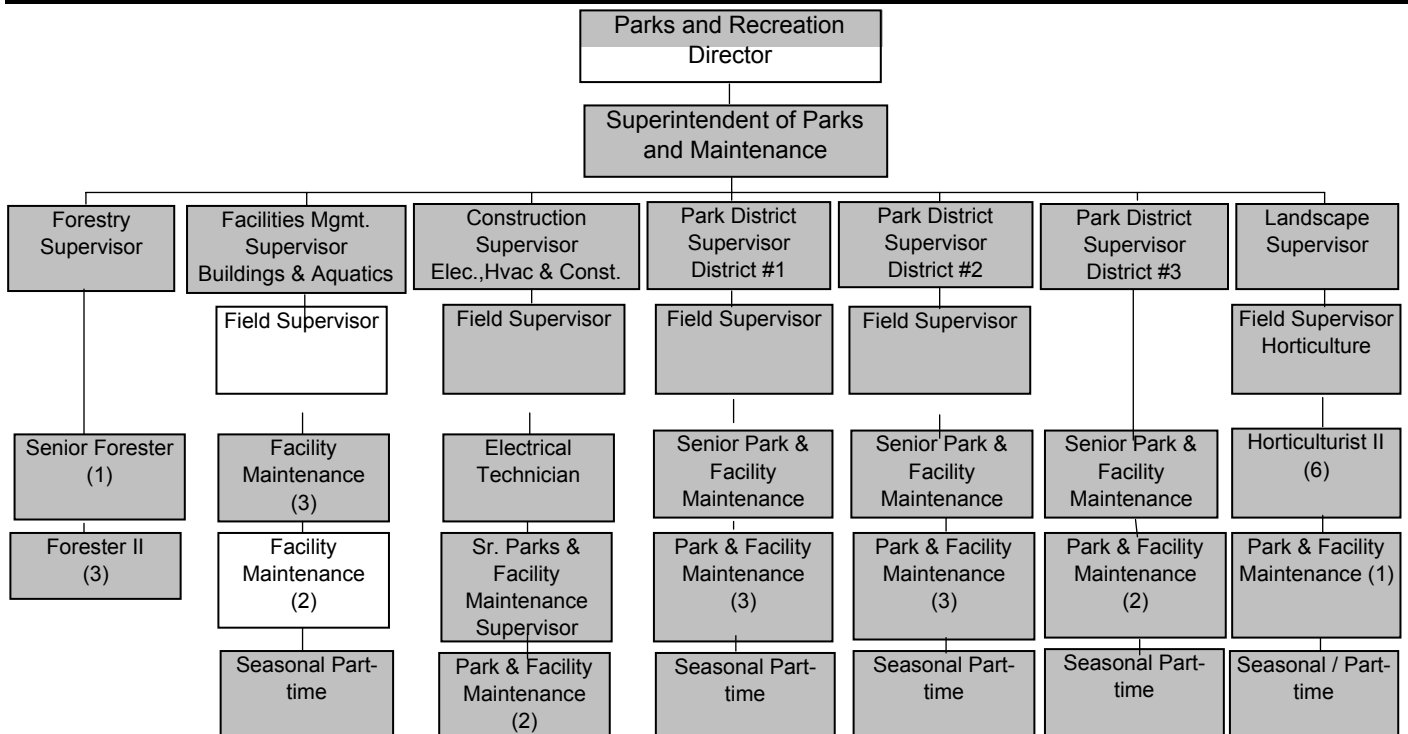 Parks and Recreation
Director
Superintendent of Parks
and Maintenance
Forestry
Supervisor
Facilities Mgmt.
Supervisor
Buildings & Aquatics
Construction
Supervisor
Elec.,Hvac & Const.
Park District
Supervisor
District #1
Park District
Supervisor
District #2
Park District
Supervisor
District #3
Landscape
Supervisor
Field Supervisor
Field Supervisor
Field Supervisor
Field Supervisor
Field Supervisor
Horticulture
Senior Forester
(1)
Facility
Maintenance
(3)
Electrical
Technician
Senior Park &
Facility
Maintenance
Senior Park &
Facility
Maintenance
Senior Park &
Facility
Maintenance
Horticulturist II
(6)
Forester II
(3)
Facility
Maintenance
(2)
Sr. Parks &
Facility
Maintenance
Supervisor
Park & Facility
Maintenance
(3)
Park & Facility
Maintenance
(3)
Park & Facility
Maintenance
(2)
Park & Facility
Maintenance (1)
Seasonal Part-
time
Park & Facility
Maintenance
(2)
Seasonal Part-
time
Seasonal Part-
time
Seasonal Part-
time
Seasonal / Part-
time